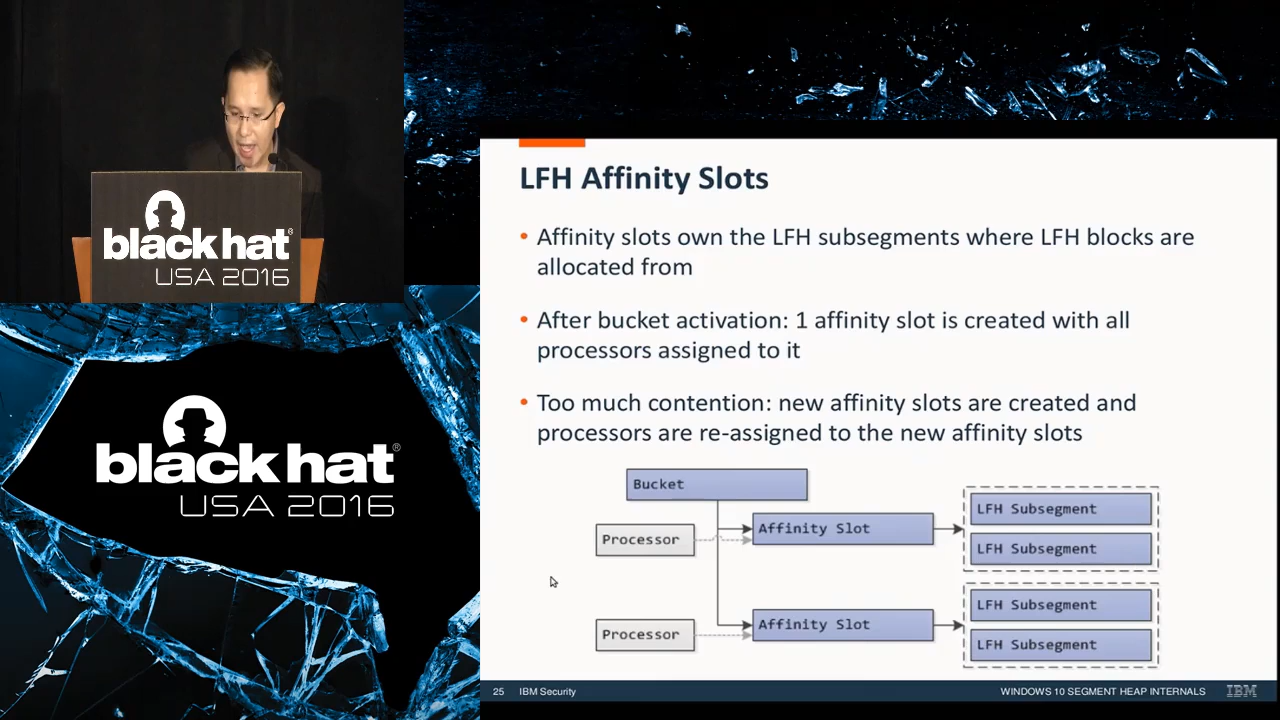 black hat®
USA 2016
black hat®
USA 2016
LFH Affinity Slots
• Affinity slots own the LFH subsegments where LFH blocks are
allocated from
• After bucket activation: 1 affinity slot is created with all
processors assigned to it
• Too much contention: new affinity slots are created and
processors are re-assigned to the new affinity slots
Bucket
Processor
Affinity Slot
LFH Subsegment
LFH Subsegment
Processor
Affinity Slot
LFH Subsegment
LFH Subsegment
25 IBM Security
WINDOWS 10 SEGMENT HEAP INTERNALS
IBM